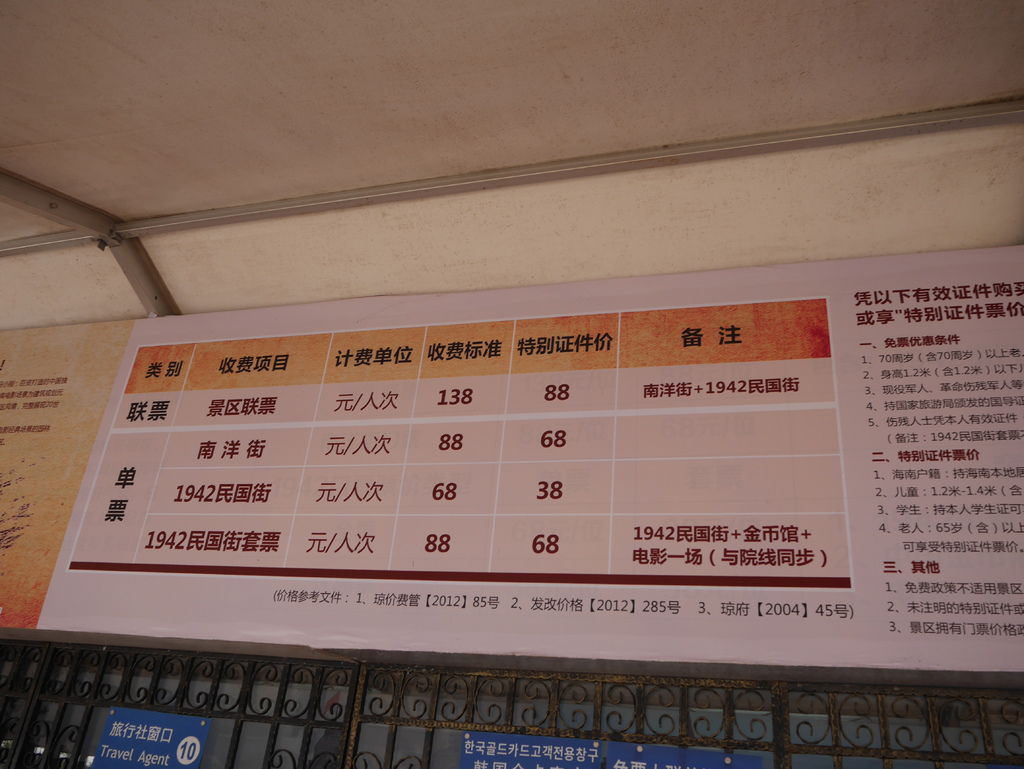 类别 收费项目 计费单位 收费标准 特别证件价 备 注
联票 景区联票 元/人次 138 88 南洋街+1942民国街
单票
南 洋 街 元/人次 88 68
1942民国街 元/人次 68 38
1942民国街套票 元/人次 88 68 1942民国街+金币馆+
电影一场（与院线同步）
(价格参考文件： 1、琼价费管【2012】85号 2、发改价格【2012】285号 3、琼府【2004】45号)
凭以下有效证件购买
或享"特别证件票价
一、免票优惠条件
1、70周岁（含70周岁）以上老
2、身高1.2米（含1.2米）以下儿
3、现役军人、革命伤残军人等
4、持国家旅游局颁发的国导证
5、伤残人士凭本人有效证件
（备注：1942民国街套票不
二、特别证件票价
1、海南户籍：持海南本地居
2、儿童：1.2米-1.4米（含
3、学生：持本人学生证可
4、老人：65岁（含）以上
可享受特别证件票价。
三、其他
1、免费政策不适用景区
2、未注明的特别证件或
3、景区拥有门票价格政
旅行社窗口
Travel Agent 10
한국골드카드고객전용창구